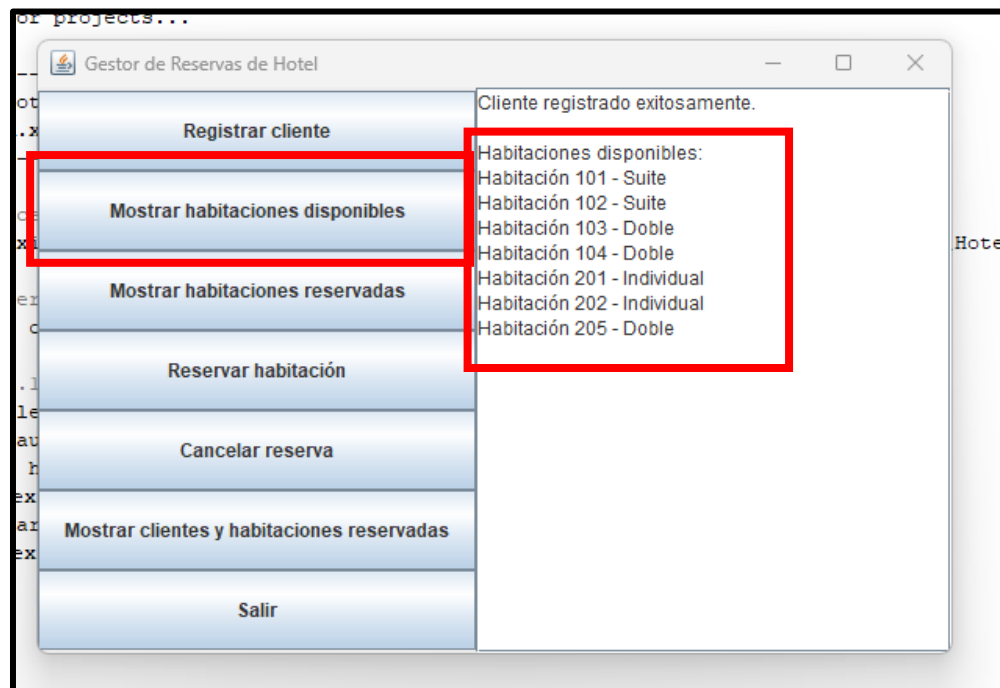 or projects...
Gestor de Reservas de Hotel
Registrar cliente
Mostrar habitaciones disponibles
Mostrar habitaciones reservadas
Reservar habitación
Cancelar reserva
Mostrar clientes y habitaciones reservadas
Salir
Cliente registrado exitosamente.
Habitaciones disponibles:
Habitación 101 - Suite
Habitación 102 - Suite
Habitación 103 - Doble
Habitación 104 - Doble
Habitación 201 - Individual
Habitación 202 - Individual
Habitación 205 - Doble
Hote